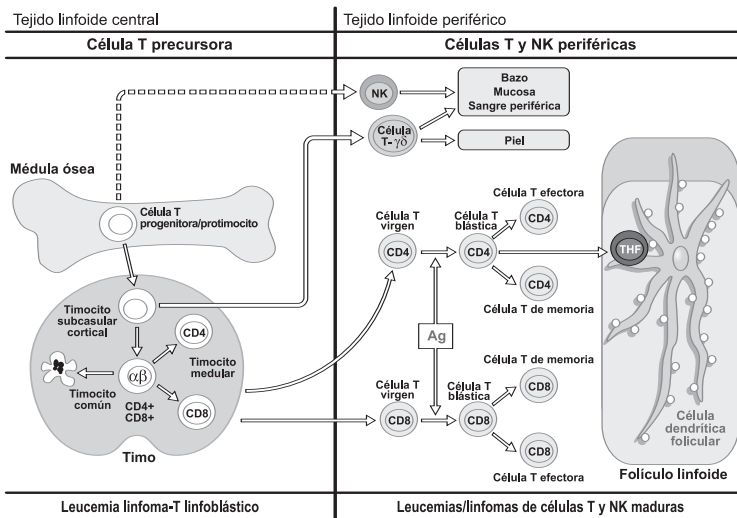 Tejido linfoide central
Tejido linfoide periférico
Célula T precursora
Células T y NK periféricas
NK
Bazo
Mucosa
Sangre periférica
Célula
T-γδ
Piel
Médula ósea
Célula T
progenitora/protimocito
Timocito
subcasular
cortical
CD4
Timocito
medular
αβ
Timocito
común
CD4+
CD8+
CD8
Timo
Célula T
virgen
CD4
Célula T
blástica
CD4
Célula T efectora
CD4
CD4
Célula T de memoria
THF
Ag
Célula T
virgen
CD8
Célula T
blástica
CD8
Célula T de memoria
CD8
CD8
Célula T efectora
Célula
dendrítica
folicular
Folículo linfoide
Leucemia linfoma-T linfoblástico
Leucemias/linfomas de células T y NK maduras